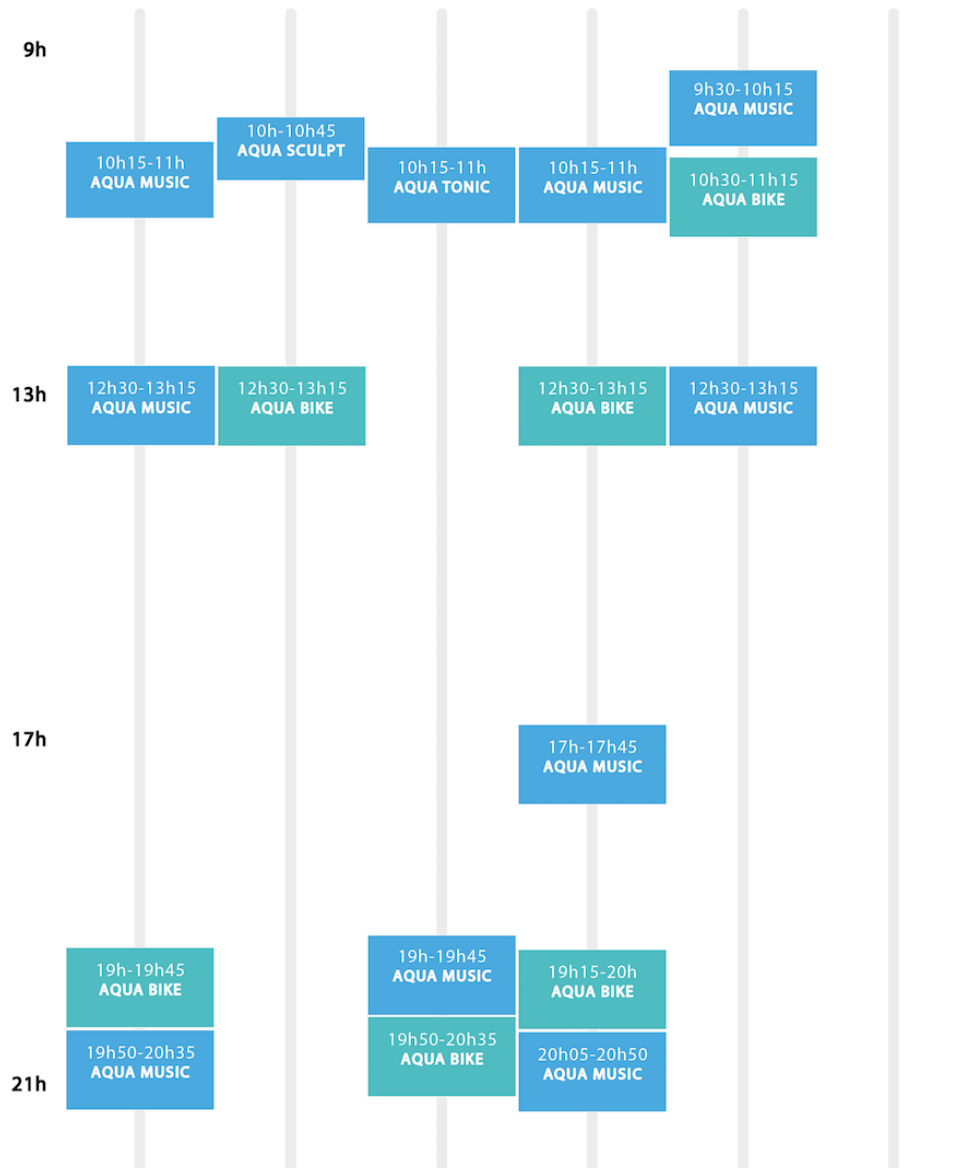 9h
9h30-10h15
AQUA MUSIC
10h-10h45
AQUA SCULPT
10h15-11h
AQUA MUSIC
10h15-11h
AQUA TONIC
10h15-11h
AQUA MUSIC
10h30-11h15
AQUA BIKE
13h
12h30-13h15
AQUA MUSIC
12h30-13h15
AQUA BIKE
12h30-13h15
AQUA BIKE
12h30-13h15
AQUA MUSIC
17h
17h-17h45
AQUA MUSIC
19h-19h45
AQUA BIKE
19h-19h45
AQUA MUSIC
19h15-20h
AQUA BIKE
19h50-20h35
AQUA MUSIC
19h50-20h35
AQUA BIKE
20h05-20h50
AQUA MUSIC
21h